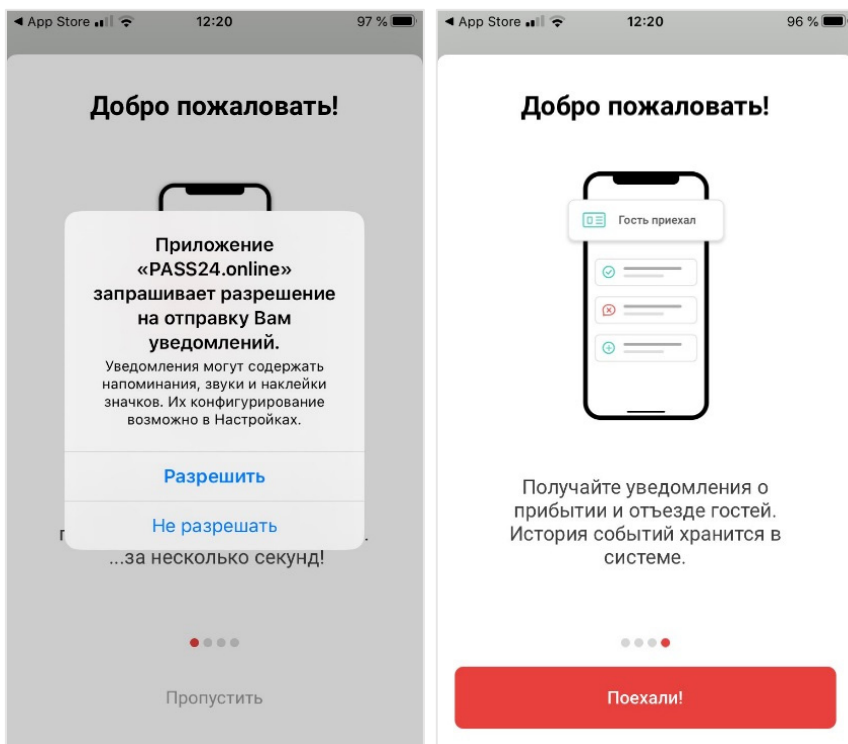 App Store
12:20
97 %
Добро пожаловать!
Приложение
«PASS24.online»
запрашивает разрешение
на отправку Вам
уведомлений.
Уведомления могут содержать
напоминания, звуки и наклейки
значков. Их конфигурирование
возможно в Настройках.
Разрешить
Не разрешать
...за несколько секунд!
Пропустить
App Store
12:20
96 %
Добро пожаловать!
Гость приехал
Получайте уведомления о
прибытии и отъезде гостей.
История событий хранится в
системе.
Поехали!